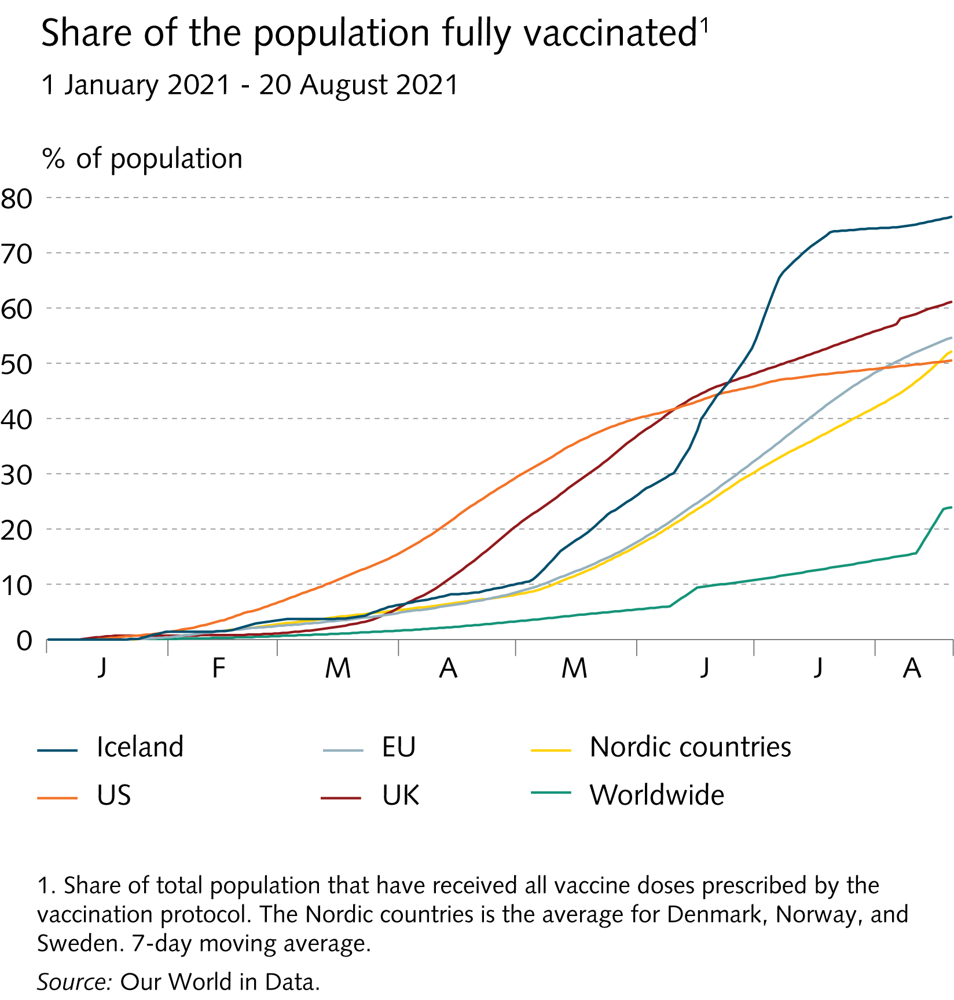 Share of the population fully vaccinated¹
1 January 2021 - 20 August 2021
% of population
80
70
60
50
40
30
20
10
0
J F M A M J J A
Iceland EU Nordic countries
US UK Worldwide
1. Share of total population that have received all vaccine doses prescribed by the
vaccination protocol. The Nordic countries is the average for Denmark, Norway, and
Sweden. 7-day moving average.
Source: Our World in Data.